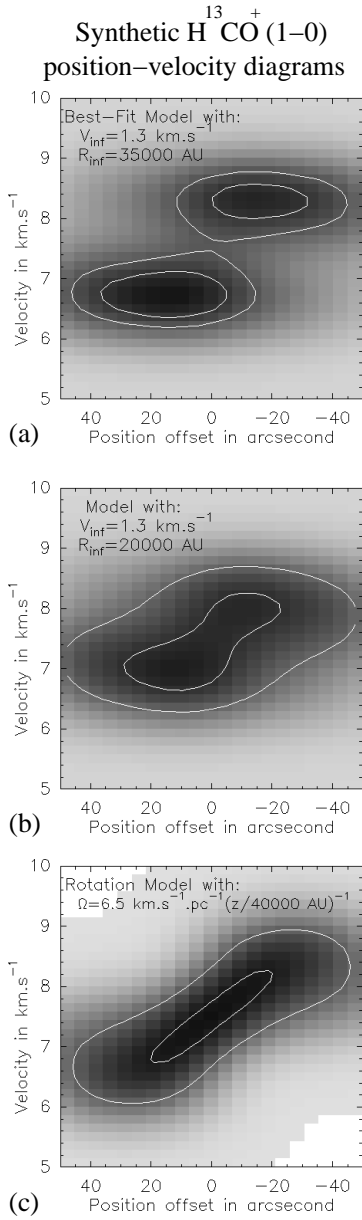 Synthetic H¹³CO⁺ (1−0)
position−velocity diagrams
10
Best−Fit Model with:
V_inf=1.3 km.s⁻¹
R_inf=35000 AU
9
8
7
6
5
Velocity in km.s⁻¹
40 20 0 −20 −40
(a) Position offset in arcsecond
10
Model with:
V_inf=1.3 km.s⁻¹
R_inf=20000 AU
9
8
7
6
5
Velocity in km.s⁻¹
40 20 0 −20 −40
(b) Position offset in arcsecond
10
Rotation Model with:
Ω=6.5 km.s⁻¹.pc⁻¹(z/40000 AU)⁻¹
9
8
7
6
5
Velocity in km.s⁻¹
40 20 0 −20 −40
(c) Position offset in arcsecond